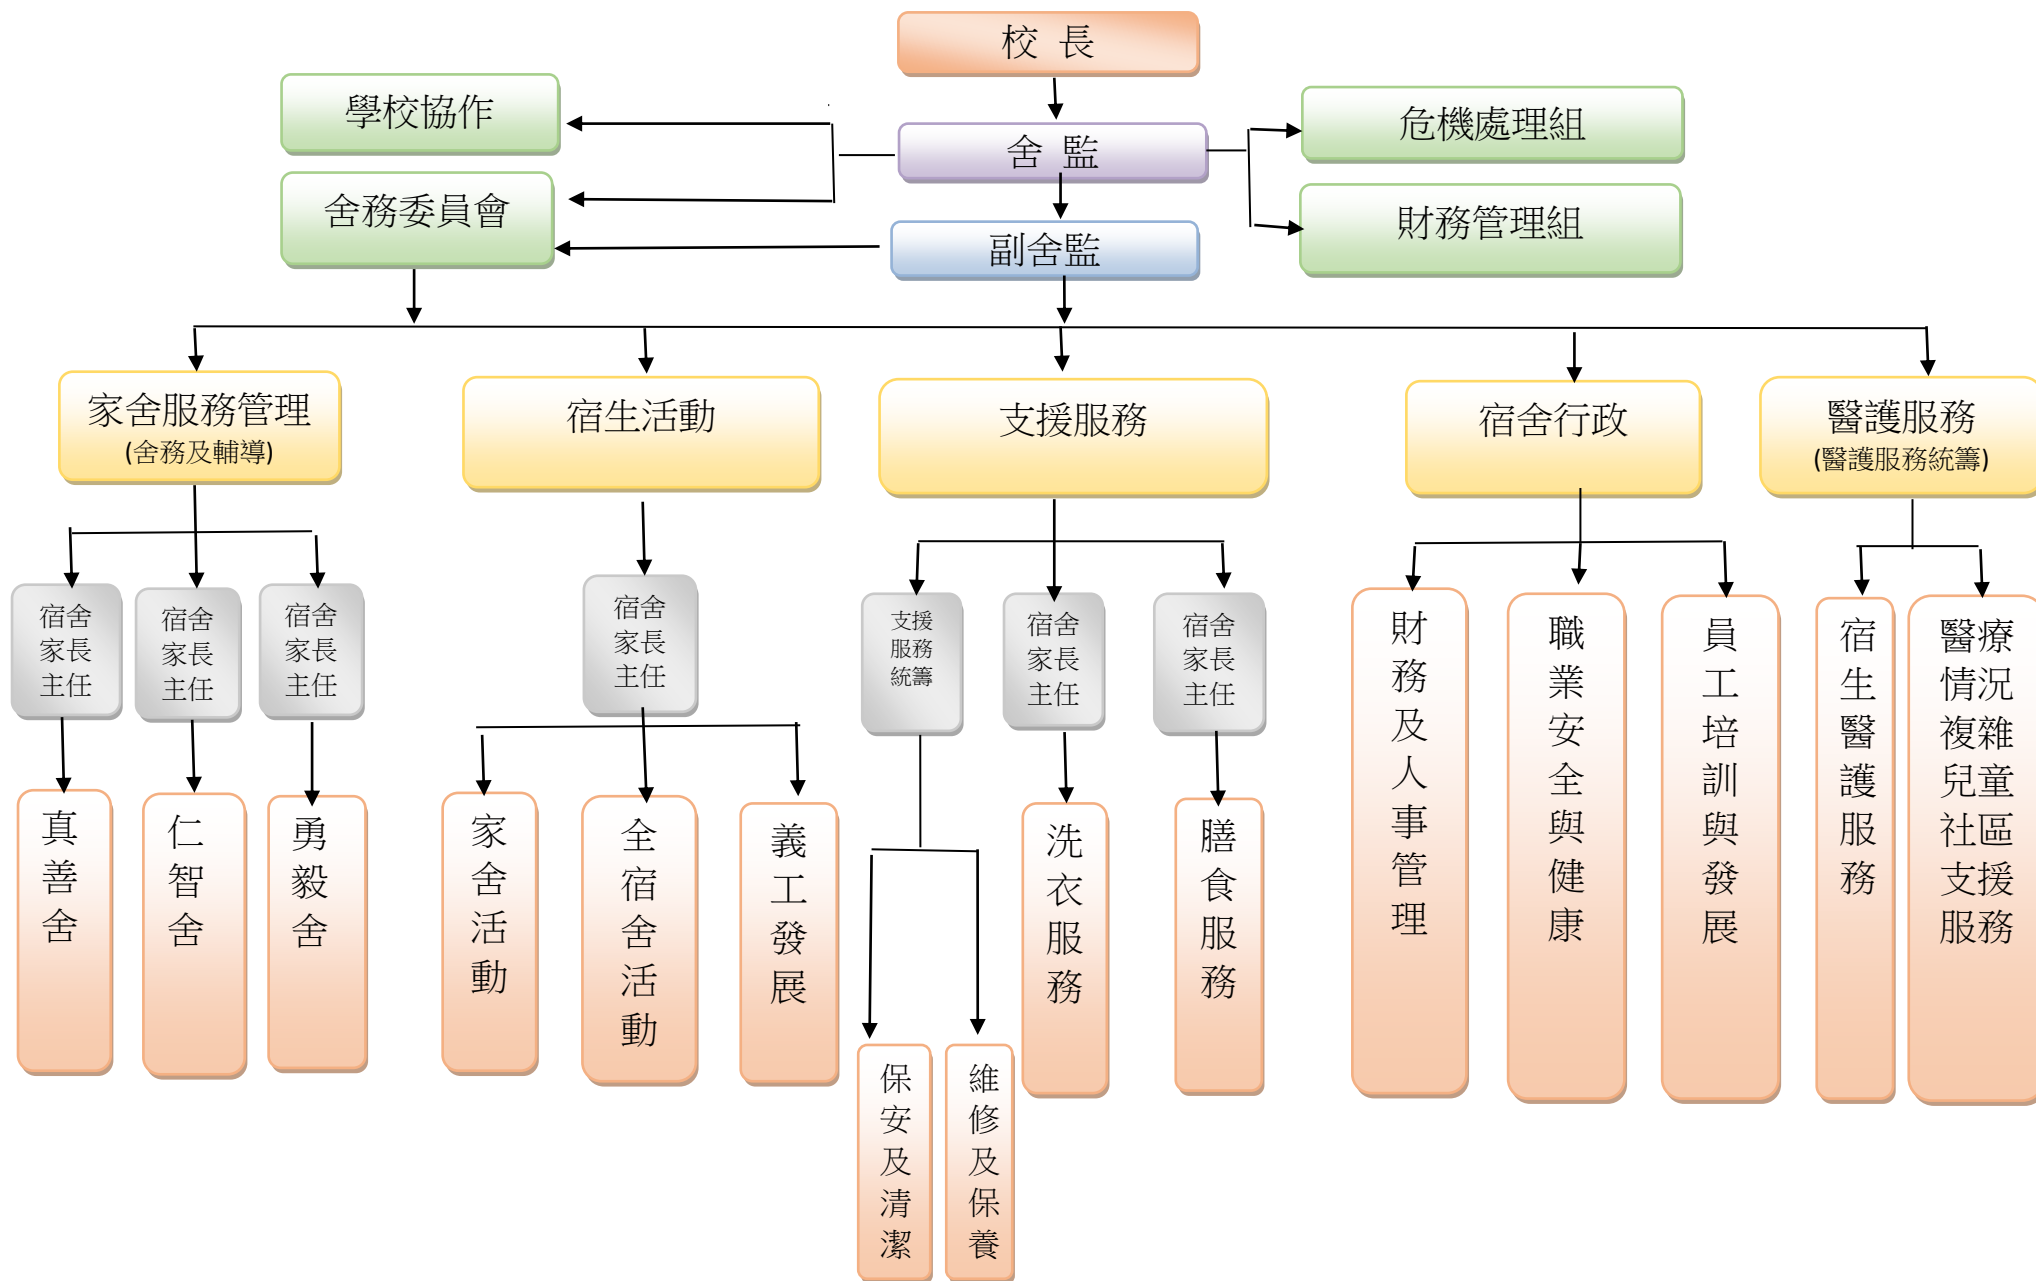 校 長
學校協作
舍 監
危機處理組
舍務委員會
副舍監
財務管理組
家舍服務管理
(舍務及輔導)
宿生活動
支援服務
宿舍行政
醫護服務
(醫護服務統籌)
宿舍
家長
主任
宿舍
家長
主任
宿舍
家長
主任
宿舍
家長
主任
支援
服務
統籌
宿舍
家長
主任
宿舍
家長
主任
真善舍
仁智舍
勇毅舍
家舍活動
全宿舍活動
義工發展
保安及清潔
維修及保養
洗衣服務
膳食服務
財務及人事管理
職業安全與健康
員工培訓與發展
宿生醫護服務
醫療
情況
複雜
兒童
社區
支援
服務